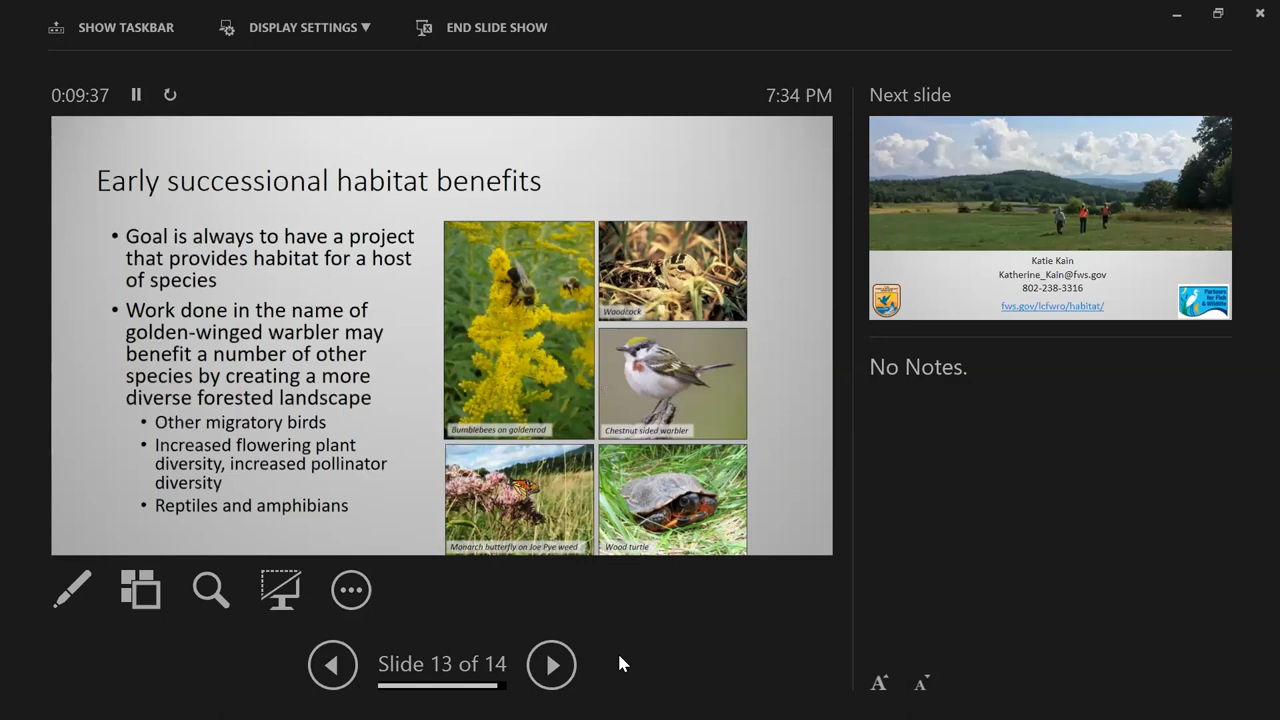 SHOW TASKBAR
DISPLAY SETTINGS ▼
END SLIDE SHOW
0:09:37
7:34 PM
Early successional habitat benefits
• Goal is always to have a project
that provides habitat for a host
of species
• Work done in the name of
golden-winged warbler may
benefit a number of other
species by creating a more
diverse forested landscape
• Other migratory birds
• Increased flowering plant
diversity, increased pollinator
diversity
• Reptiles and amphibians
Bumblebees on goldenrod
Woodcock
Chestnut sided warbler
Monarch butterfly on Joe Pye weed
Wood turtle
Slide 13 of 14
Next slide
Katie Kain
Katherine_Kain@fws.gov
802-238-3316
fws.gov/lcfwro/habitat/
Partners
for Fish
& Wildlife
No Notes.
A
A